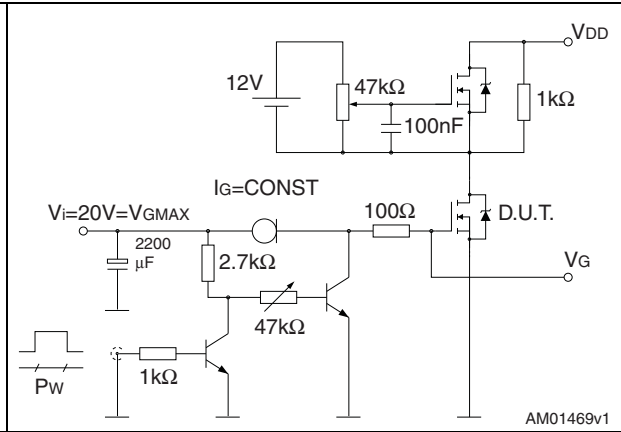 VDD
12V
47kΩ
1kΩ
100nF
IG=CONST
Vi=20V=VGMAX
100Ω
D.U.T.
2200
μF
2.7kΩ
VG
47kΩ
1kΩ
PW
AM01469v1